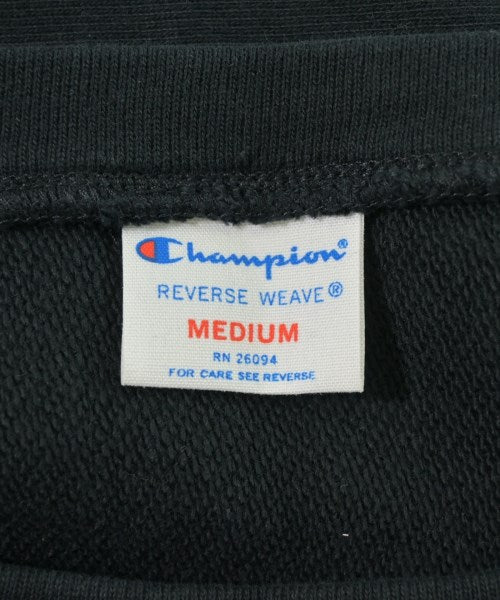 Champion®
REVERSE WEAVE®
MEDIUM
RN 26094
FOR CARE SEE REVERSE